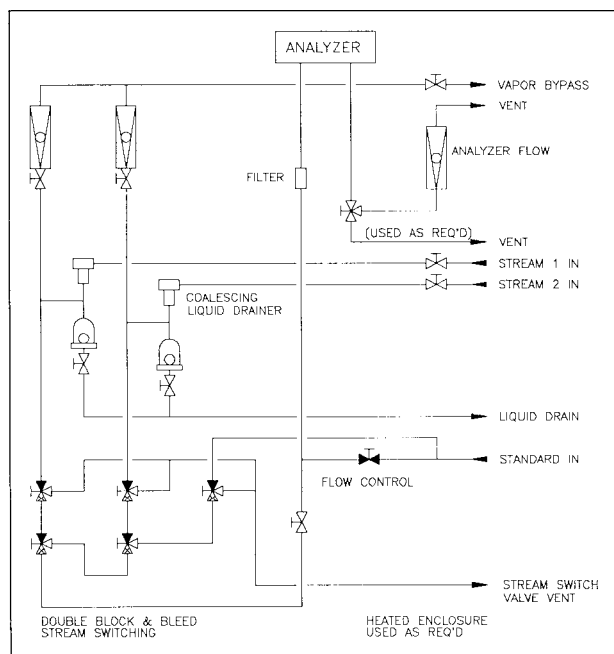 ANALYZER
VAPOR BYPASS
VENT
ANALYZER FLOW
FILTER
(USED AS REQ'D)
VENT
STREAM 1 IN
STREAM 2 IN
COALESCING
LIQUID DRAINER
LIQUID DRAIN
STANDARD IN
FLOW CONTROL
STREAM SWITCH
VALVE VENT
DOUBLE BLOCK & BLEED
STREAM SWITCHING
HEATED ENCLOSURE
USED AS REQ'D